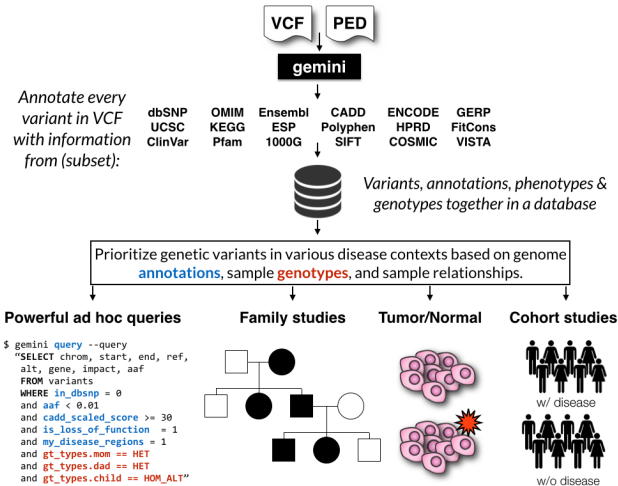 VCF PED
gemini
Annotate every
variant in VCF
with information
from (subset):
dbSNP OMIM Ensembl CADD ENCODE GERP
UCSC KEGG ESP Polyphen HPRD FitCons
ClinVar Pfam 1000G SIFT COSMIC VISTA
Variants, annotations, phenotypes &
genotypes together in a database
Prioritize genetic variants in various disease contexts based on genome
annotations, sample genotypes, and sample relationships.
Powerful ad hoc queries
$ gemini query --query
“SELECT chrom, start, end, ref,
alt, gene, impact, aaf
FROM variants
WHERE in_dbsnp = 0
and aaf < 0.01
and cadd_scaled_score >= 30
and is_loss_of_function = 1
and my_disease_regions = 1
and gt_types.mom == HET
and gt_types.dad == HET
and gt_types.child == HOM_ALT”
Family studies
Tumor/Normal
Cohort studies
w/ disease
w/o disease